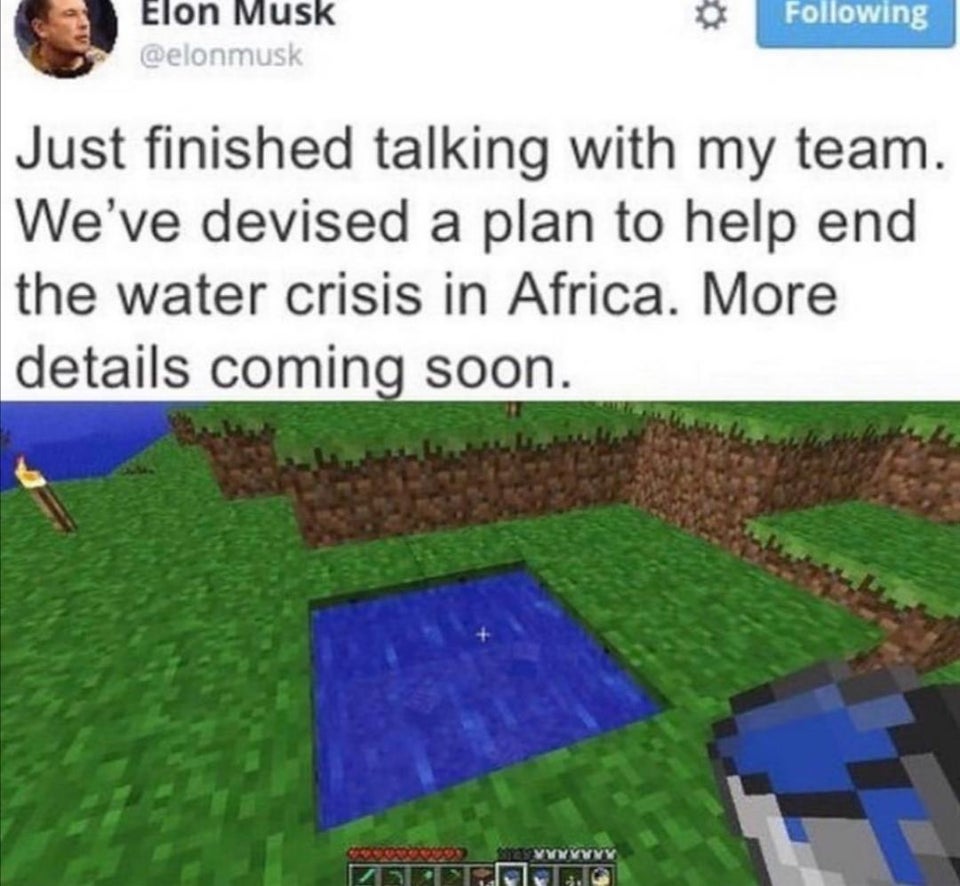 Elon Musk
@elonmusk
Following
Just finished talking with my team.
We've devised a plan to help end
the water crisis in Africa. More
details coming soon.